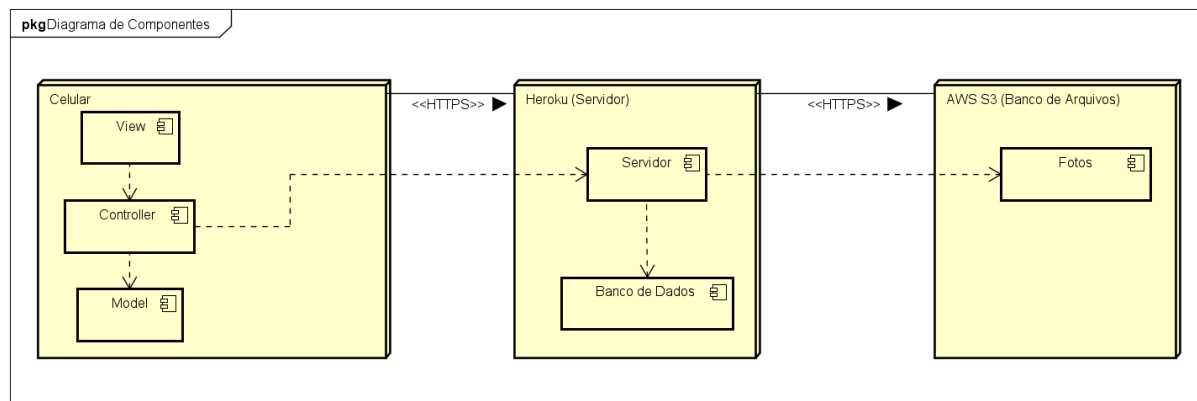 pkgDiagrama de Componentes
Celular
View
Controller
Model
<<HTTPS>>
Heroku (Servidor)
Servidor
Banco de Dados
<<HTTPS>>
AWS S3 (Banco de Arquivos)
Fotos